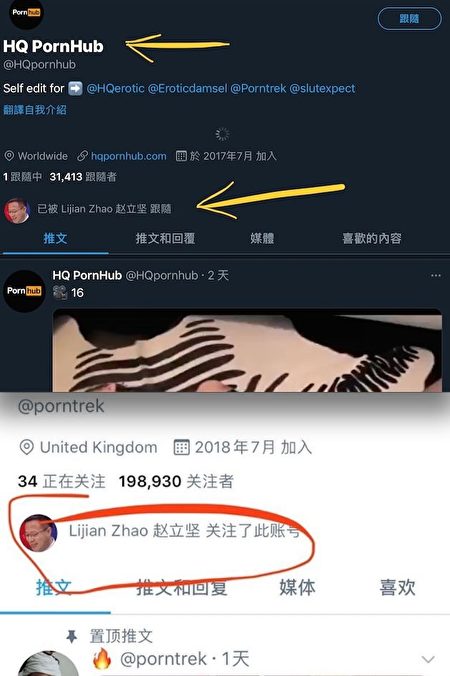 Pornhub
跟隨
HQ PornHub
@HQpornhub
Self edit for ➡️ @HQerotic @Eroticdamsel @Porntrek @slutexpect
翻譯自我介紹
Worldwide hqpornhub.com 於 2017年7月 加入
1 跟隨中 31,413 跟隨者
已被 Lijian Zhao 赵立坚 跟隨
推文 推文和回覆 媒體 喜歡的內容
Pornhub
HQ PornHub @HQpornhub · 2 天
🎥 16
@porntrek
United Kingdom 2018年7月 加入
34 正在关注 198,930 关注者
Lijian Zhao 赵立坚 关注了此账号
推文 推文和回复 媒体 喜欢
置顶推文
🔥 @porntrek · 1天